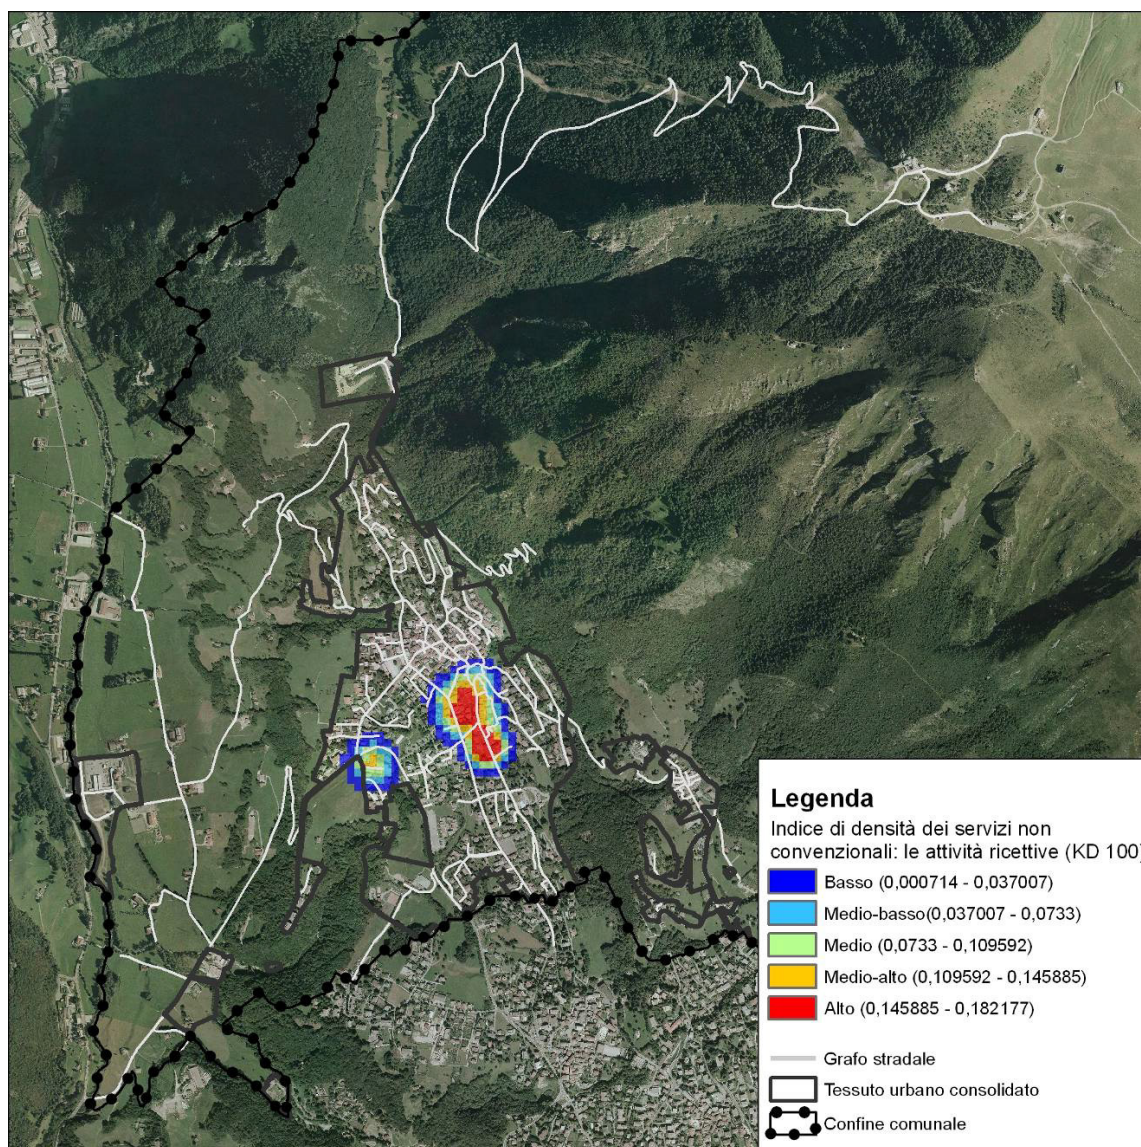 Legenda
Indice di densità dei servizi non
convenzionali: le attività ricettive (KD 100)
Basso (0,000714 - 0,037007)
Medio-basso(0,037007 - 0,0733)
Medio (0,0733 - 0,109592)
Medio-alto (0,109592 - 0,145885)
Alto (0,145885 - 0,182177)
Grafo stradale
Tessuto urbano consolidato
Confine comunale